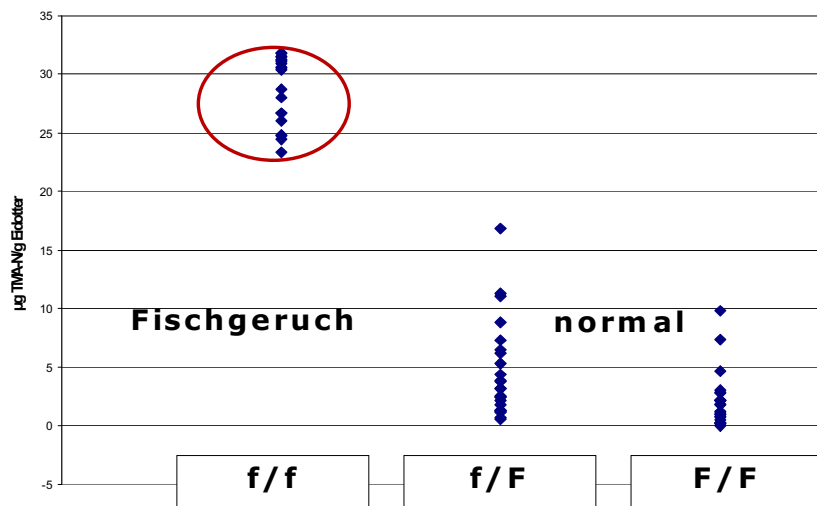 35
30
25
20
15
10
5
0
-5
µg TMA-N/g Eidotter
Fischgeruch
normal
f/f
f/F
F/F